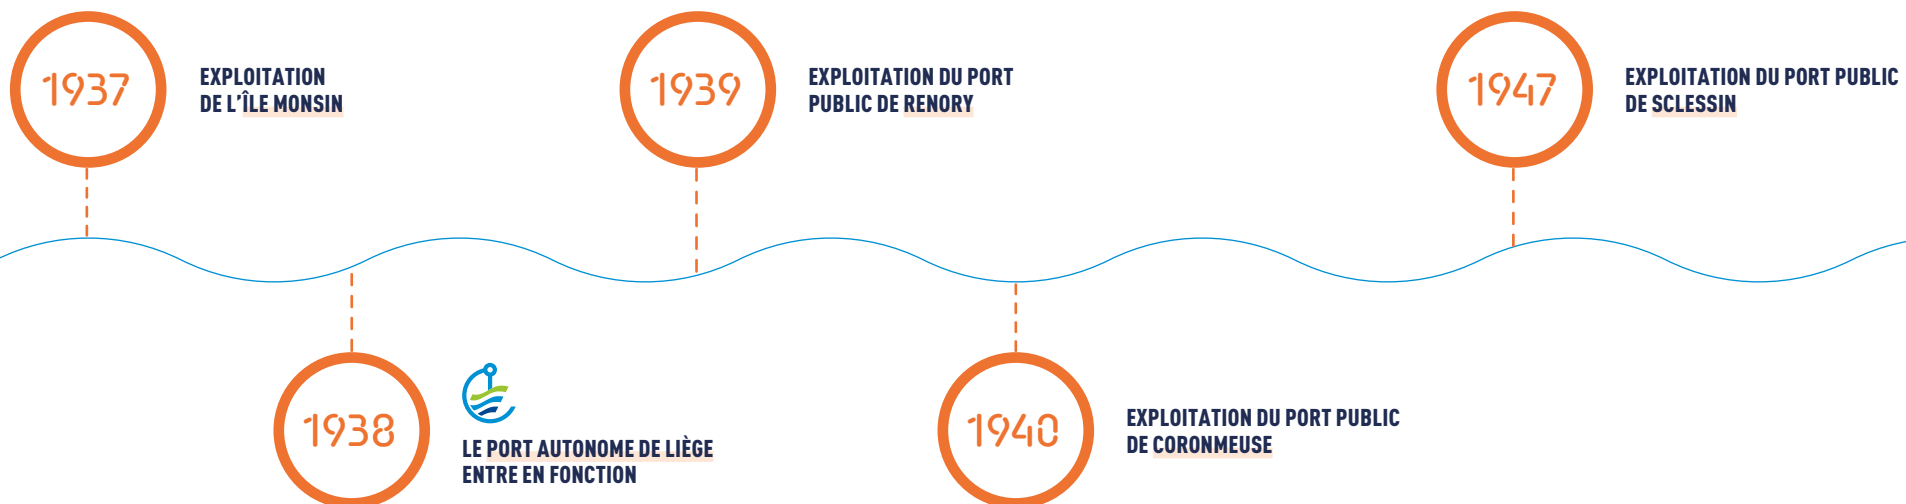 1937
EXPLOITATION
DE L'ÎLE MONSIN
1938
LE PORT AUTONOME DE LIÈGE
ENTRE EN FONCTION
1939
EXPLOITATION DU PORT
PUBLIC DE RENORY
1940
EXPLOITATION DU PORT PUBLIC
DE CORONMEUSE
1947
EXPLOITATION DU PORT PUBLIC
DE SCLESSIN